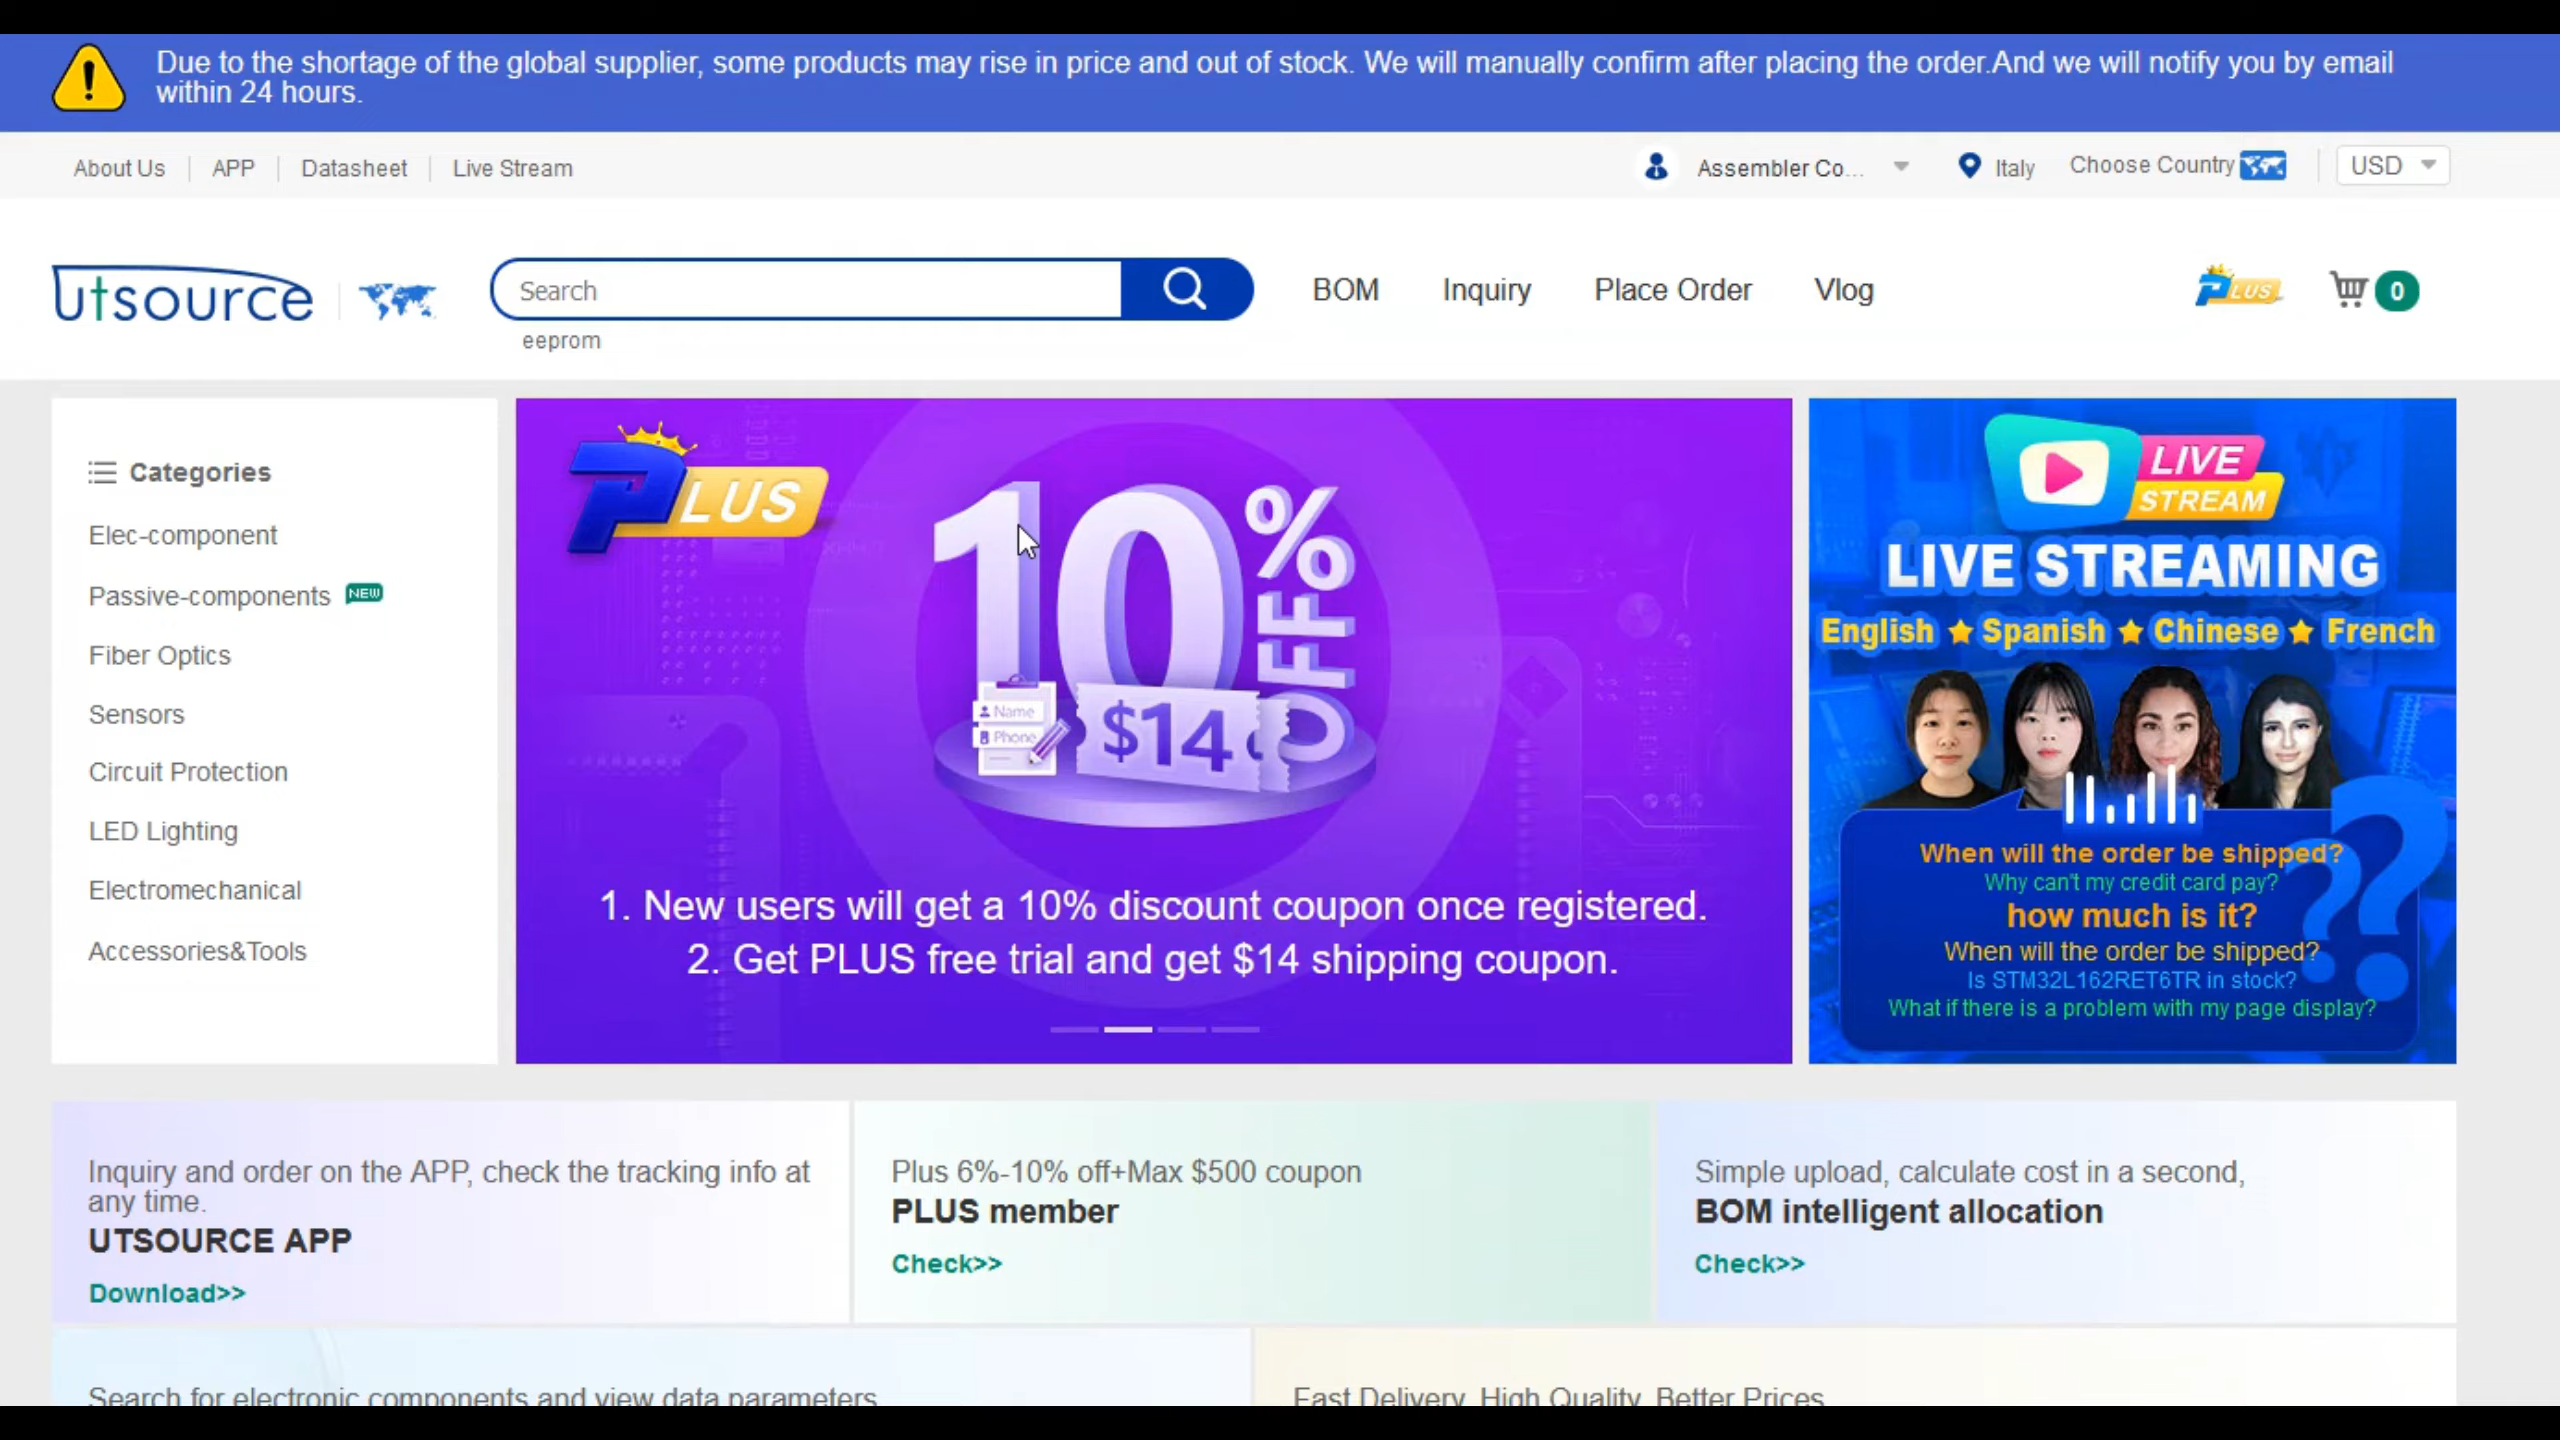 Due to the shortage of the global supplier, some products may rise in price and out of stock. We will manually confirm after placing the order.And we will notify you by email
within 24 hours.
About Us
APP
Datasheet
Live Stream
Assembler Co...
Italy
Choose Country
USD
utsource
Search
BOM
Inquiry
Place Order
Vlog
PLUS
0
eeprom
Categories
Elec-component
Passive-components NEW
Fiber Optics
Sensors
Circuit Protection
LED Lighting
Electromechanical
Accessories&Tools
PLUS
10% OFF
Name
Phone
$14
1. New users will get a 10% discount coupon once registered.
2. Get PLUS free trial and get $14 shipping coupon.
LIVE
STREAM
LIVE STREAMING
English ★ Spanish ★ Chinese ★ French
When will the order be shipped?
Why can't my credit card pay?
how much is it?
When will the order be shipped?
Is STM32L162RET6TR in stock?
What if there is a problem with my page display?
??
Inquiry and order on the APP, check the tracking info at
any time.
UTSOURCE APP
Download>>
Plus 6%-10% off+Max $500 coupon
PLUS member
Check>>
Simple upload, calculate cost in a second,
BOM intelligent allocation
Check>>
Search for electronic components and view data parameters
Fast Delivery, High Quality, Better Prices